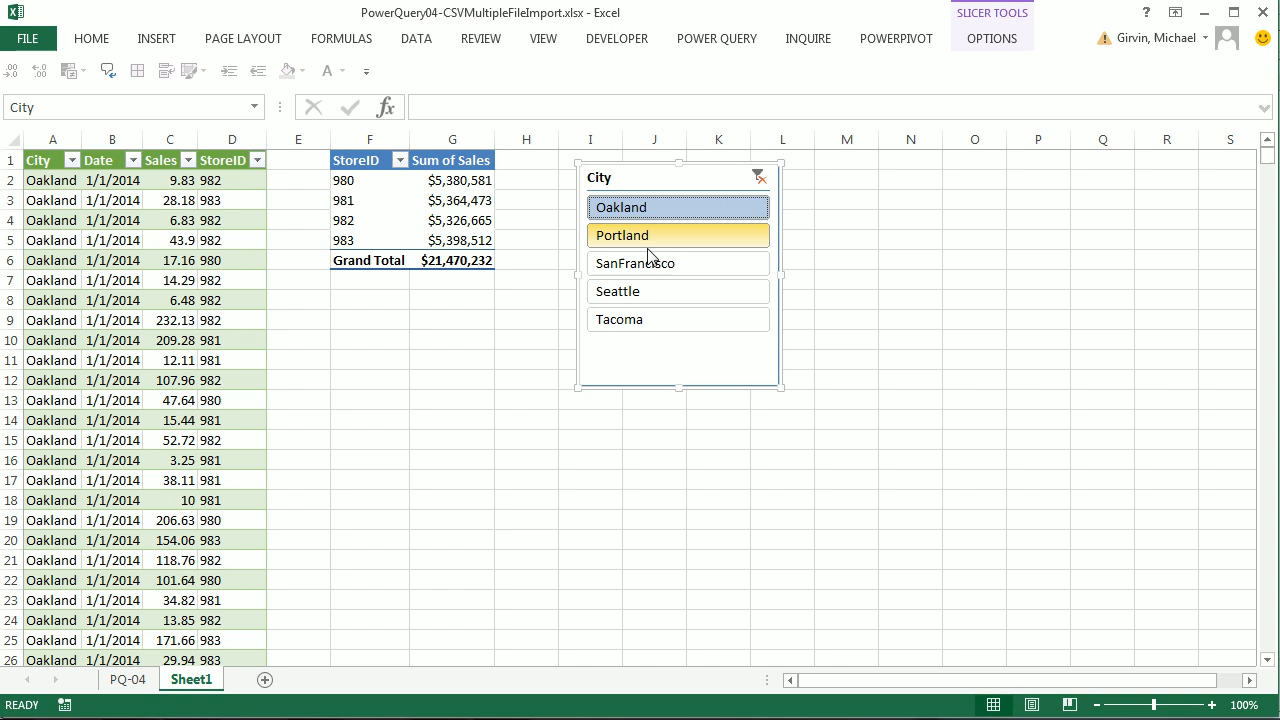 PowerQuery04-CSVMultipleFileImport.xlsx - Excel
SLICER TOOLS
FILE HOME INSERT PAGE LAYOUT FORMULAS DATA REVIEW VIEW DEVELOPER POWER QUERY INQUIRE POWERPIVOT OPTIONS Girvin, Michael
City
A B C D E F G H I J K L M N O P Q R S
1 City Date Sales StoreID StoreID Sum of Sales
2 Oakland 1/1/2014 9.83 982 980 $5,380,581
3 Oakland 1/1/2014 28.18 983 981 $5,364,473
4 Oakland 1/1/2014 6.83 982 982 $5,326,665
5 Oakland 1/1/2014 43.9 982 983 $5,398,512
6 Oakland 1/1/2014 17.16 980 Grand Total $21,470,232
7 Oakland 1/1/2014 14.29 982
8 Oakland 1/1/2014 6.48 982
9 Oakland 1/1/2014 232.13 982
10 Oakland 1/1/2014 209.28 981
11 Oakland 1/1/2014 12.11 981
12 Oakland 1/1/2014 107.96 982
13 Oakland 1/1/2014 47.64 980
14 Oakland 1/1/2014 15.44 981
15 Oakland 1/1/2014 52.72 982
16 Oakland 1/1/2014 3.25 981
17 Oakland 1/1/2014 38.11 981
18 Oakland 1/1/2014 10 981
19 Oakland 1/1/2014 206.63 980
20 Oakland 1/1/2014 154.06 983
21 Oakland 1/1/2014 118.76 982
22 Oakland 1/1/2014 101.64 980
23 Oakland 1/1/2014 34.82 981
24 Oakland 1/1/2014 13.85 982
25 Oakland 1/1/2014 171.66 983
26 Oakland 1/1/2014 29.94 983
City
Oakland
Portland
SanFrancisco
Seattle
Tacoma
PQ-04 Sheet1
READY 100%